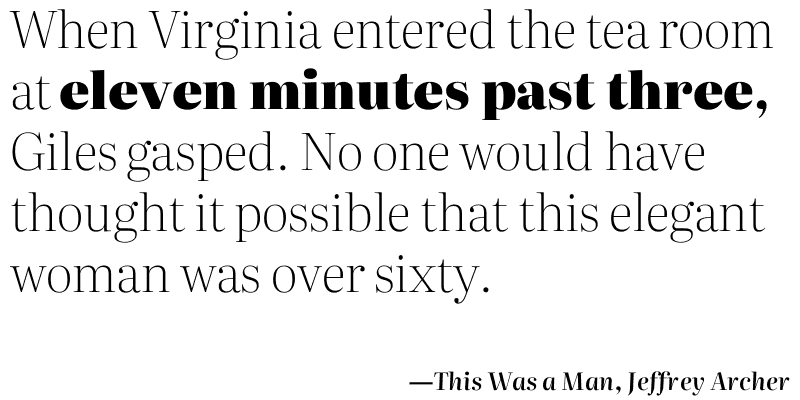 When Virginia entered the tea room
at eleven minutes past three,
Giles gasped. No one would have
thought it possible that this elegant
woman was over sixty.
—This Was a Man, Jeffrey Archer